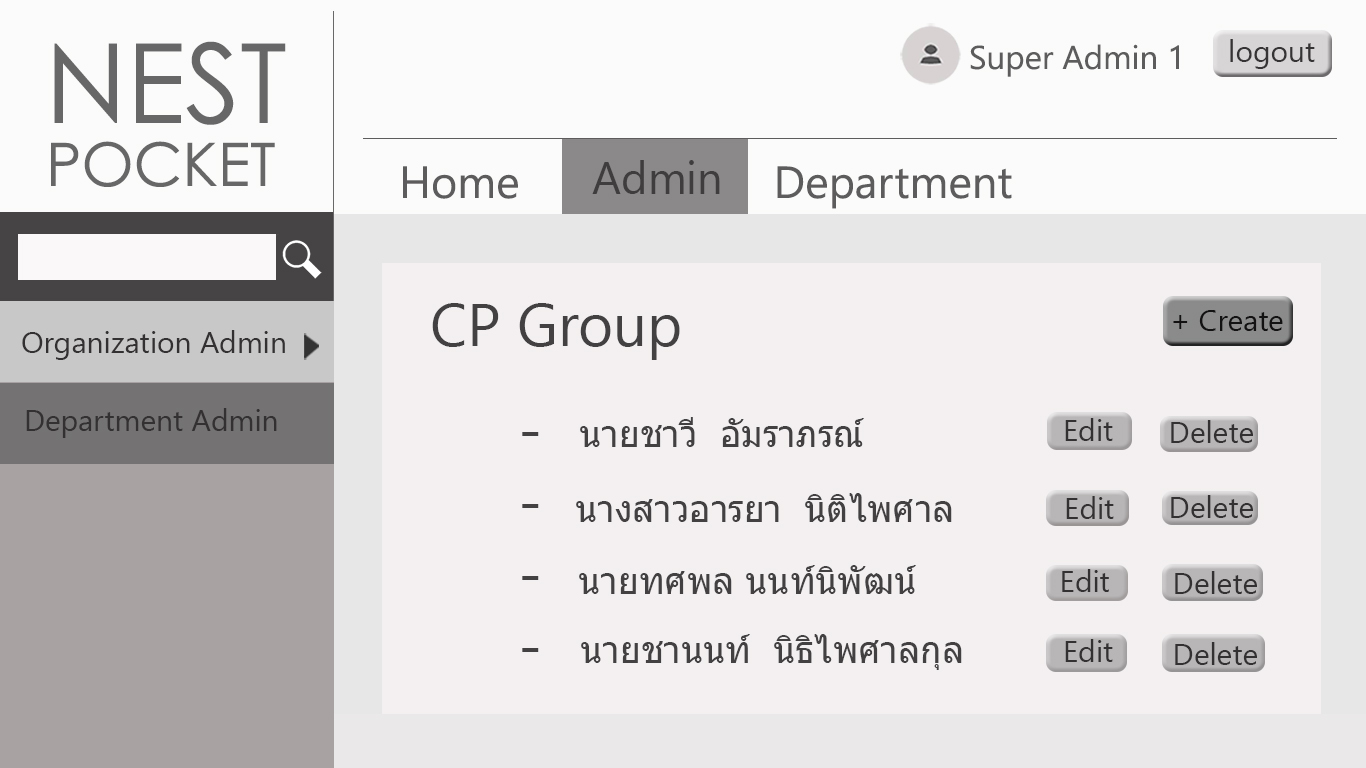 NEST
POCKET
Super Admin 1
logout
Home
Admin
Department
Organization Admin
Department Admin
CP Group
+ Create
- นายชาวี อัมราภรณ์ Edit Delete
- นางสาวอารยา นิติไพศาล Edit Delete
- นายทศพล นนท์นิพัฒน์ Edit Delete
- นายชานนท์ นิธิไพศาลกุล Edit Delete